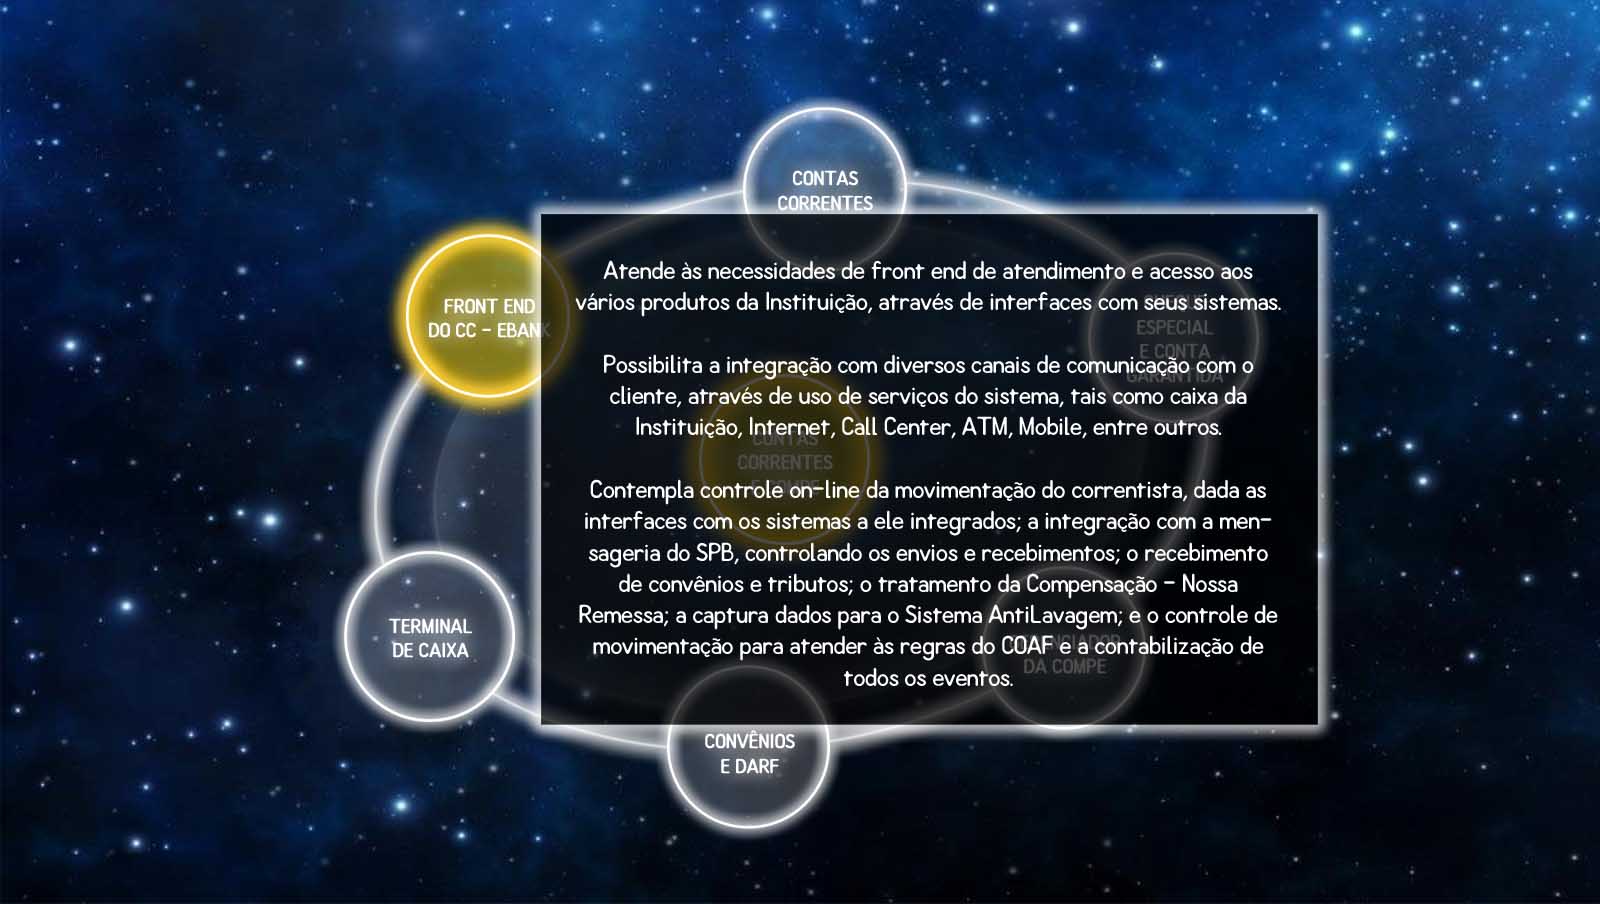 CONTAS
CORRENTES
FRONT END
DO CC - EBANK
Atende às necessidades de front end de atendimento e acesso aos
vários produtos da Instituição, através de interfaces com seus sistemas.
ESPECIAL
E CONTA
GARANTIDA
Possibilita a integração com diversos canais de comunicação com o
cliente, através de uso de serviços do sistema, tais como caixa da
Instituição, Internet, Call Center, ATM, Mobile, entre outros.
CONTAS
CORRENTES
E COMPE
Contempla controle on-line da movimentação do correntista, dada as
interfaces com os sistemas a ele integrados; a integração com a men-
sageria do SPB, controlando os envios e recebimentos; o recebimento
de convênios e tributos; o tratamento da Compensação - Nossa
Remessa; a captura dados para o Sistema AntiLavagem; e o controle de
movimentação para atender às regras do COAF e a contabilização de
todos os eventos.
TERMINAL
DE CAIXA
GERENCIADOR
DA COMPE
CONVÊNIOS
E DARF